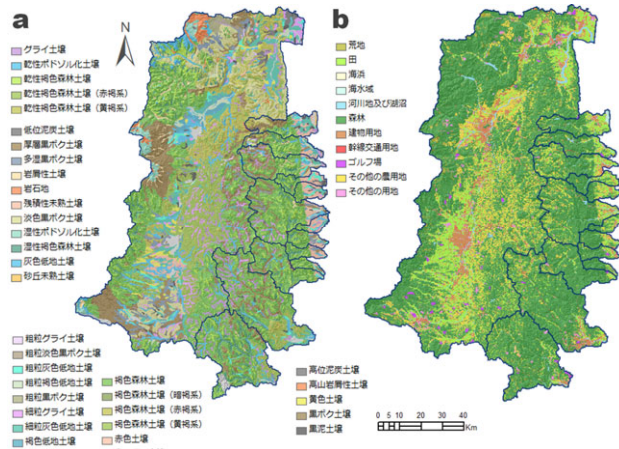 a
N
グライ土壌
乾性ポドゾル化土壌
乾性褐色森林土壌
乾性褐色森林土壌（赤褐系）
乾性褐色森林土壌（黄褐系）
低位泥炭土壌
厚層黒ボク土壌
多湿黒ボク土壌
岩屑性土壌
岩石地
残積性未熟土壌
淡色黒ボク土壌
湿性ポドゾル化土壌
湿性褐色森林土壌
灰色低地土壌
砂丘未熟土壌
粗粒グライ土壌
粗粒淡色黒ボク土壌
粗粒灰色低地土壌
粗粒褐色低地土壌
粗粒黒ボク土壌
細粒グライ土壌
細粒灰色低地土壌
褐色低地土壌
褐色森林土壌
褐色森林土壌（暗褐系）
褐色森林土壌（赤褐系）
褐色森林土壌（黄褐系）
赤色土壌
b
荒地
田
海浜
海水域
河川地及び湖沼
森林
建物用地
幹線交通用地
ゴルフ場
その他の農用地
その他の用地
高位泥炭土壌
高山岩屑性土壌
黄色土壌
黒ボク土壌
黒泥土壌
0 5 10 20 30 40
Km